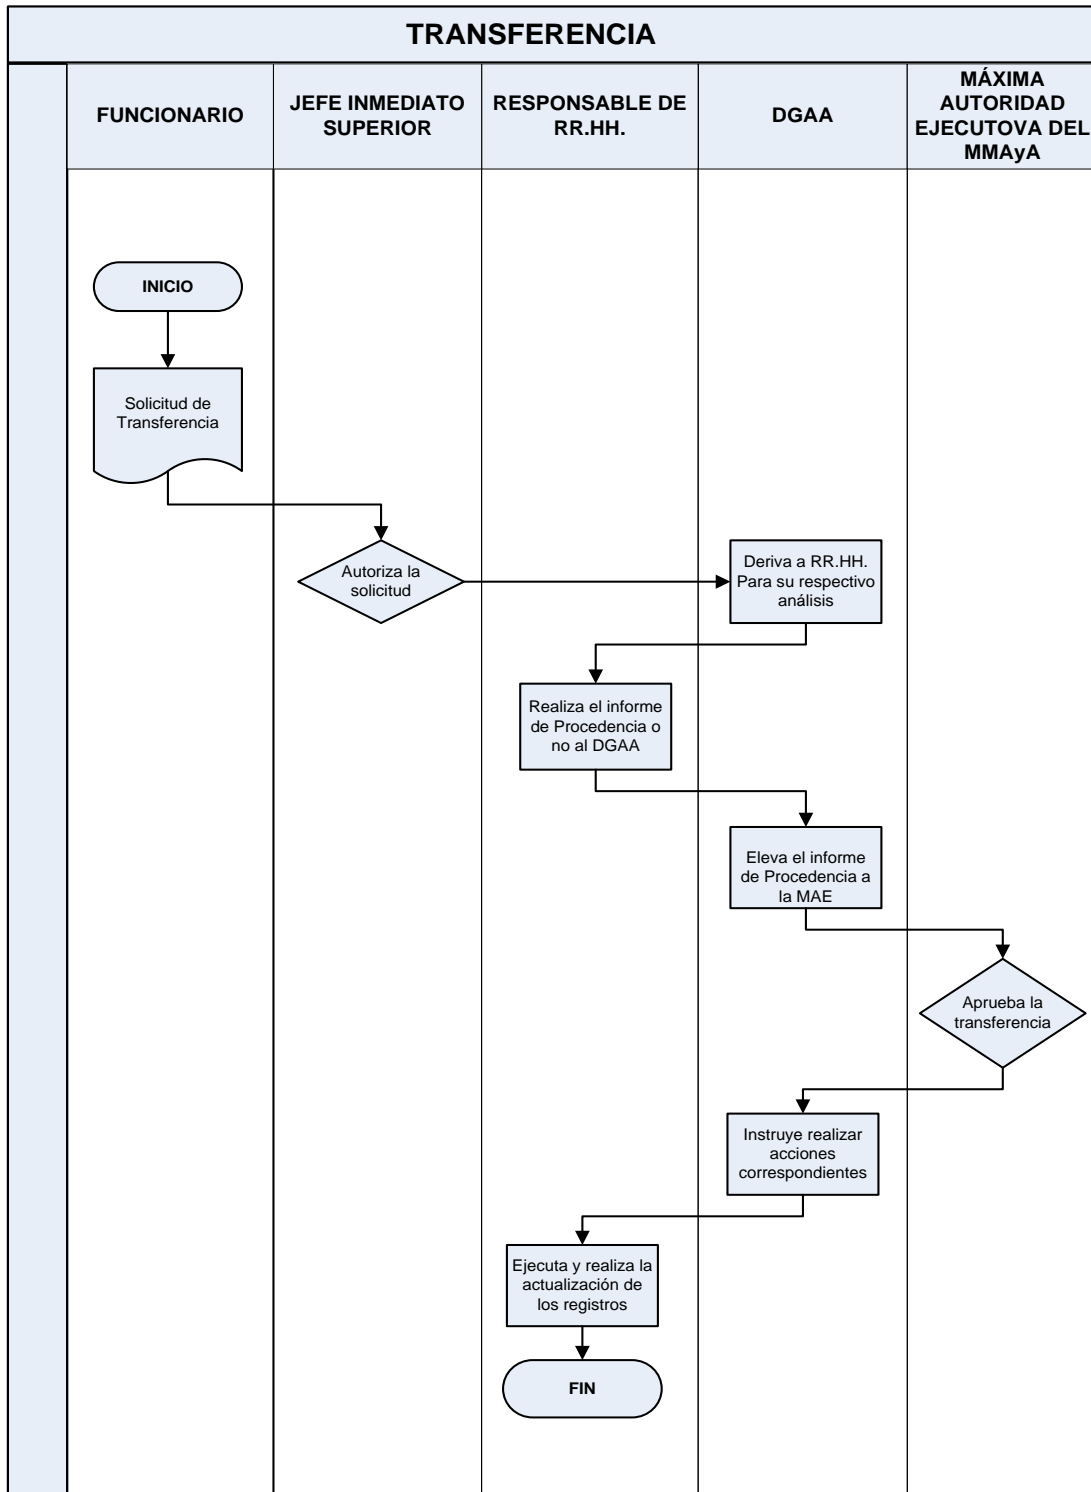 TRANSFERENCIA
FUNCIONARIO
JEFE INMEDIATO
SUPERIOR
RESPONSABLE DE
RR.HH.
DGAA
MÁXIMA
AUTORIDAD
EJECUTOVA DEL
MMAyA
INICIO
Solicitud de
Transferencia
Autoriza la
solicitud
Deriva a RR.HH.
Para su respectivo
análisis
Realiza el informe
de Procedencia o
no al DGAA
Eleva el informe
de Procedencia a
la MAE
Aprueba la
transferencia
Instruye realizar
acciones
correspondientes
Ejecuta y realiza la
actualización de
los registros
FIN